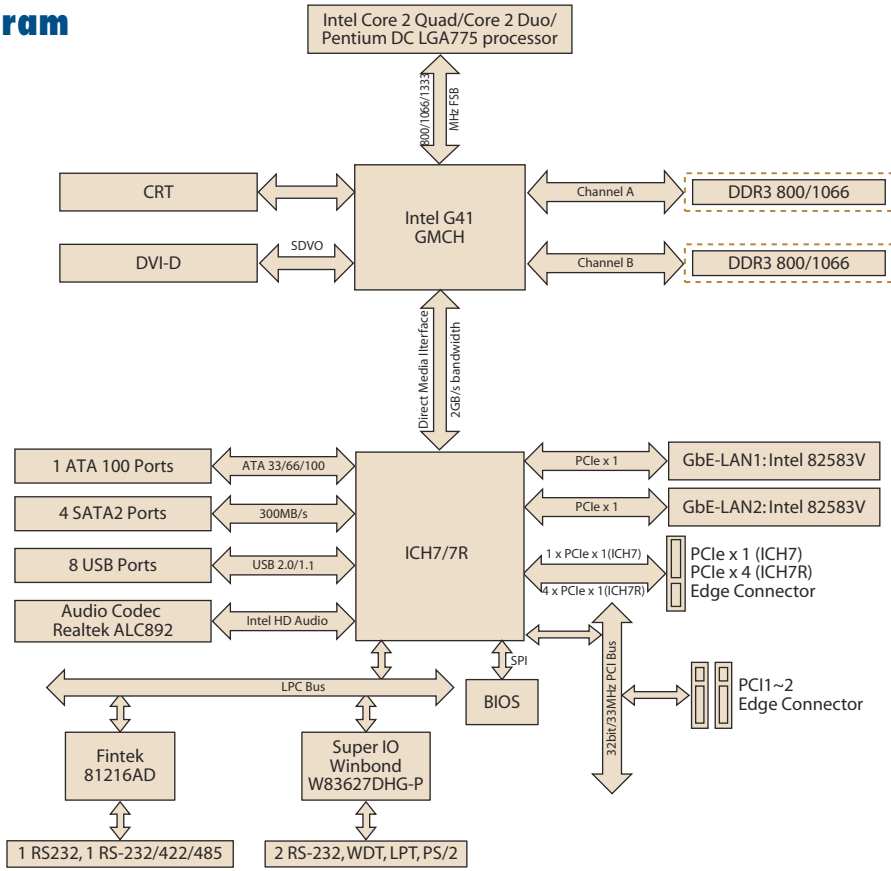 ram
Intel Core 2 Quad/Core 2 Duo/
Pentium DC LGA775 processor
800/1066/1333
MHz FSB
CRT
Intel G41
GMCH
Channel A
DDR3 800/1066
DVI-D
SDVO
Channel B
DDR3 800/1066
Direct Media IIterface
2GB/s bandwidth
1 ATA 100 Ports
ATA 33/66/100
PCIe x 1
GbE-LAN1: Intel 82583V
4 SATA2 Ports
300MB/s
PCIe x 1
GbE-LAN2: Intel 82583V
ICH7/7R
8 USB Ports
USB 2.0/1.1
1 x PCIe x 1(ICH7)
4 x PCIe x 1(ICH7R)
PCIe x 1 (ICH7)
PCIe x 4 (ICH7R)
Edge Connector
Audio Codec
Realtek ALC892
Intel HD Audio
SPI
LPC Bus
BIOS
32bit/33MHz PCI Bus
PCI1~2
Edge Connector
Fintek
81216AD
Super IO
Winbond
W83627DHG-P
1 RS232, 1 RS-232/422/485
2 RS-232, WDT, LPT, PS/2